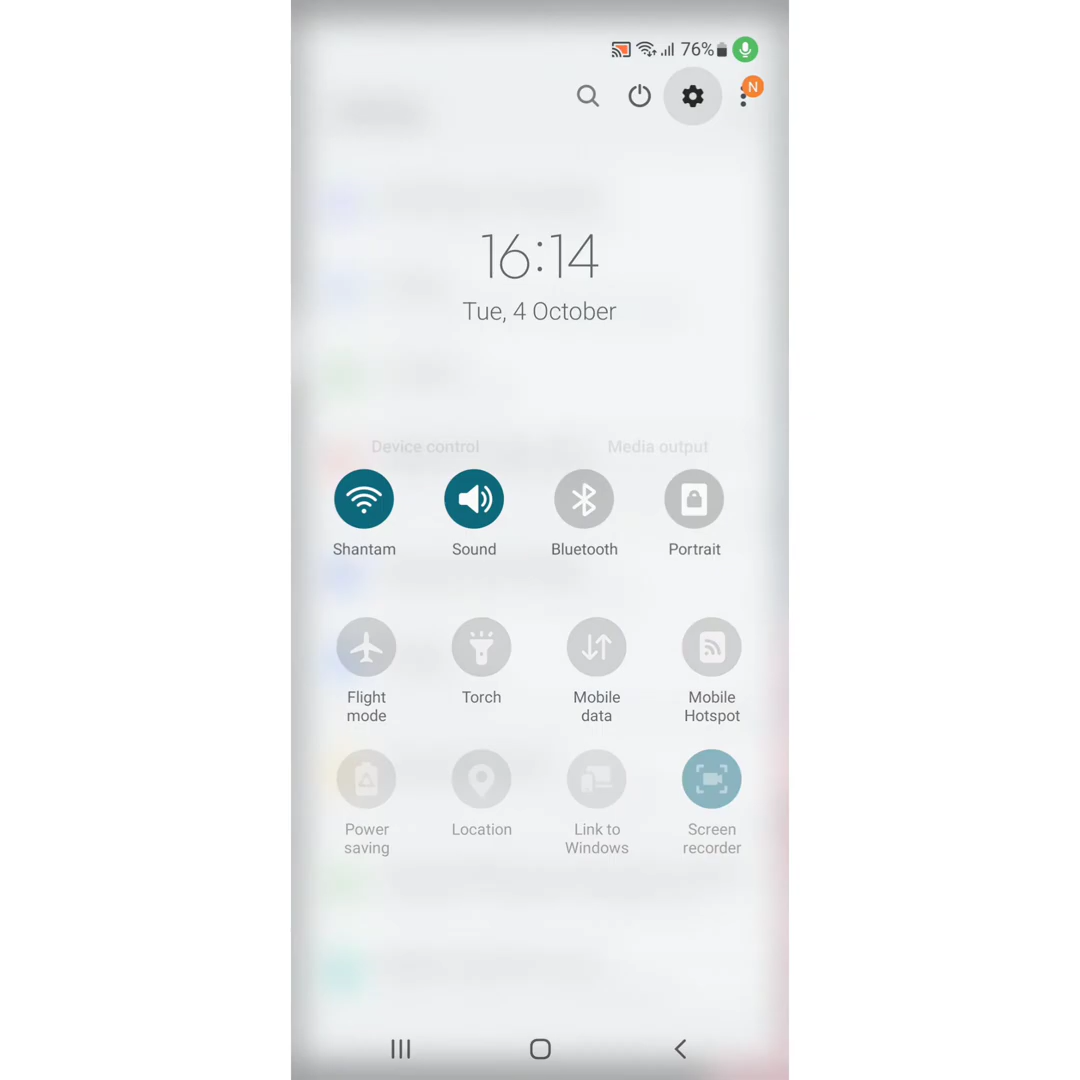 76%
N
16:14
Tue, 4 October
Device control
Media output
Shantam
Sound
Bluetooth
Portrait
Flight
mode
Torch
Mobile
data
Mobile
Hotspot
Power
saving
Location
Link to
Windows
Screen
recorder